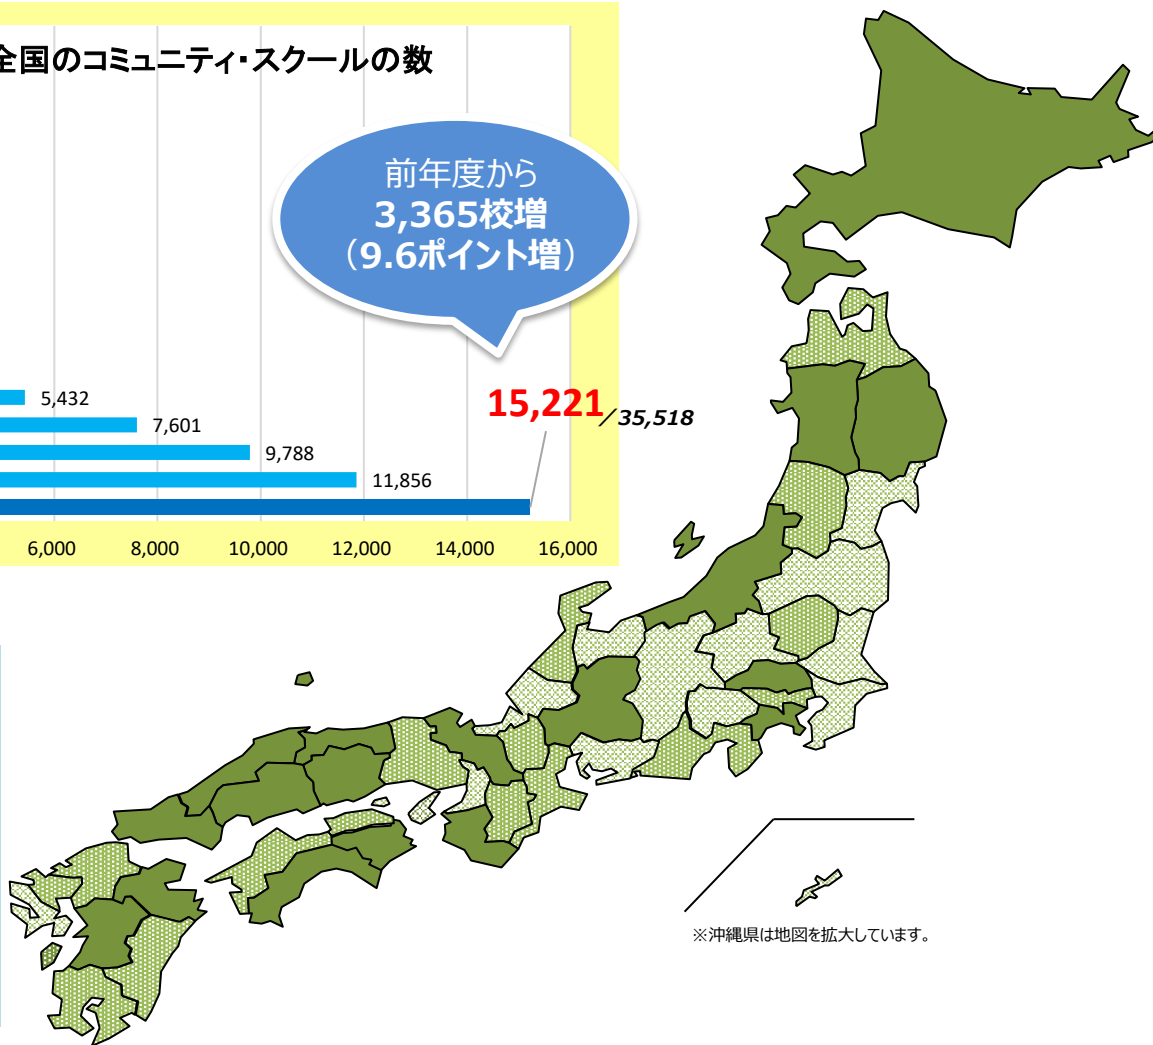 全国のコミュニティ・スクールの数
前年度から
3,365校増
（9.6ポイント増）
5,432
15,221／35,518
7,601
9,788
11,856
6,000 8,000 10,000 12,000 14,000 16,000
※沖縄県は地図を拡大しています。